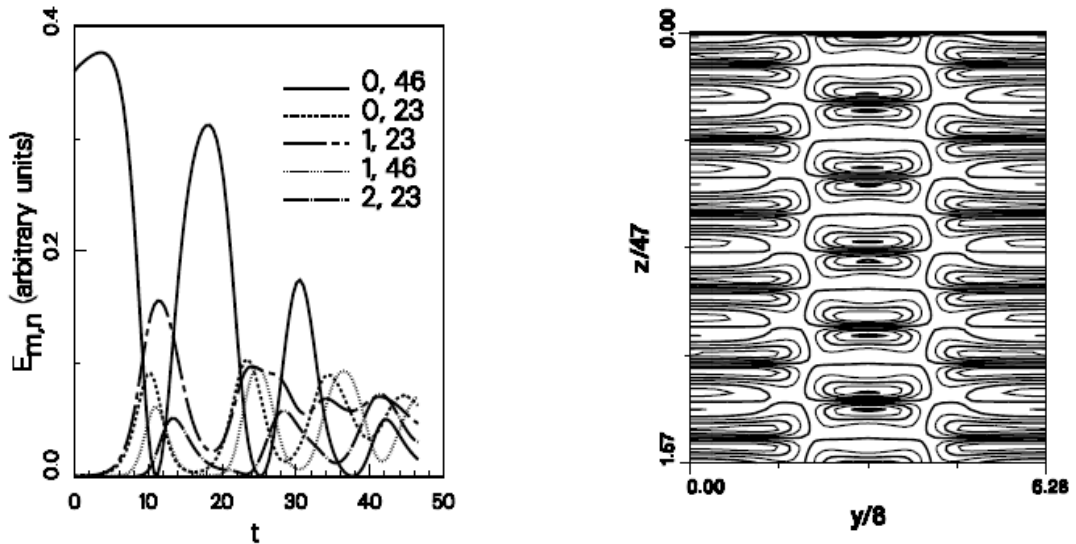 0.4
0.2
0.0
E_m,n (arbitrary units)
0, 46
0, 23
1, 23
1, 46
2, 23
0 10 20 30 40 50
t
0.00
z/47
1.57
0.00 6.28
y/8